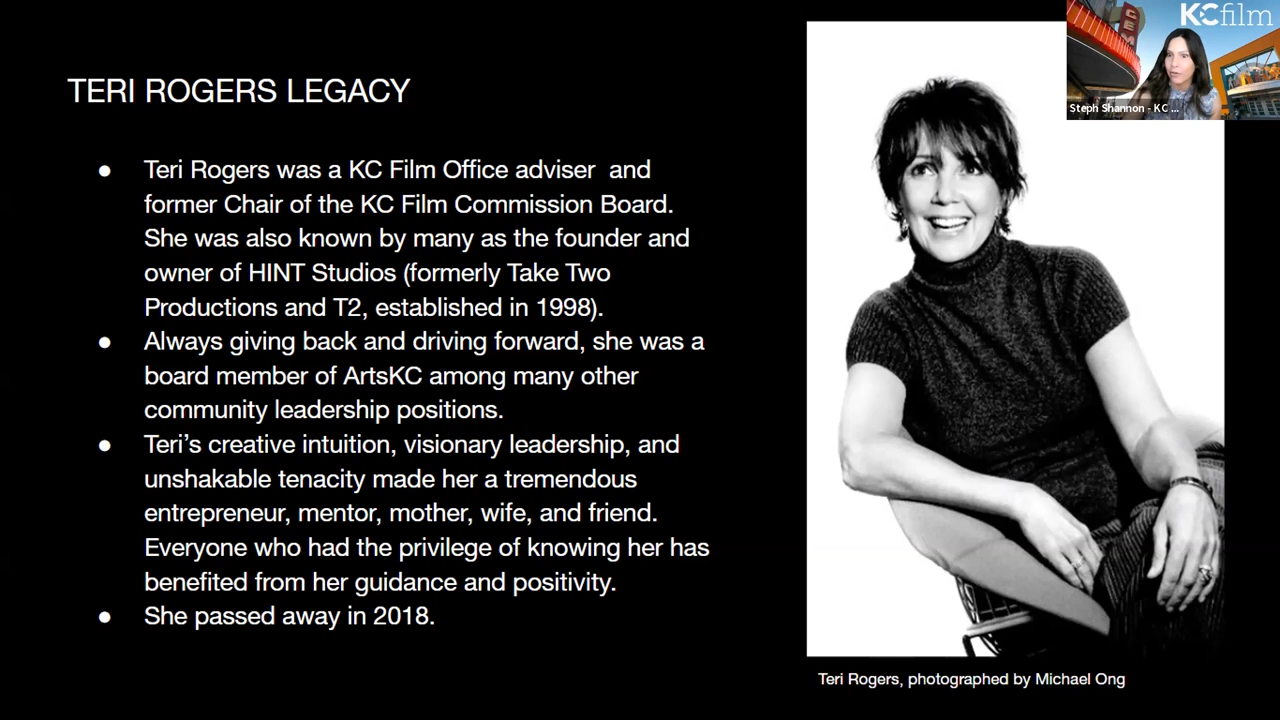 KCfilm
CEM
Steph Shannon - KC ...
TERI ROGERS LEGACY
● Teri Rogers was a KC Film Office adviser and
former Chair of the KC Film Commission Board.
She was also known by many as the founder and
owner of HINT Studios (formerly Take Two
Productions and T2, established in 1998).
● Always giving back and driving forward, she was a
board member of ArtsKC among many other
community leadership positions.
● Teri’s creative intuition, visionary leadership, and
unshakable tenacity made her a tremendous
entrepreneur, mentor, mother, wife, and friend.
Everyone who had the privilege of knowing her has
benefited from her guidance and positivity.
● She passed away in 2018.
Teri Rogers, photographed by Michael Ong